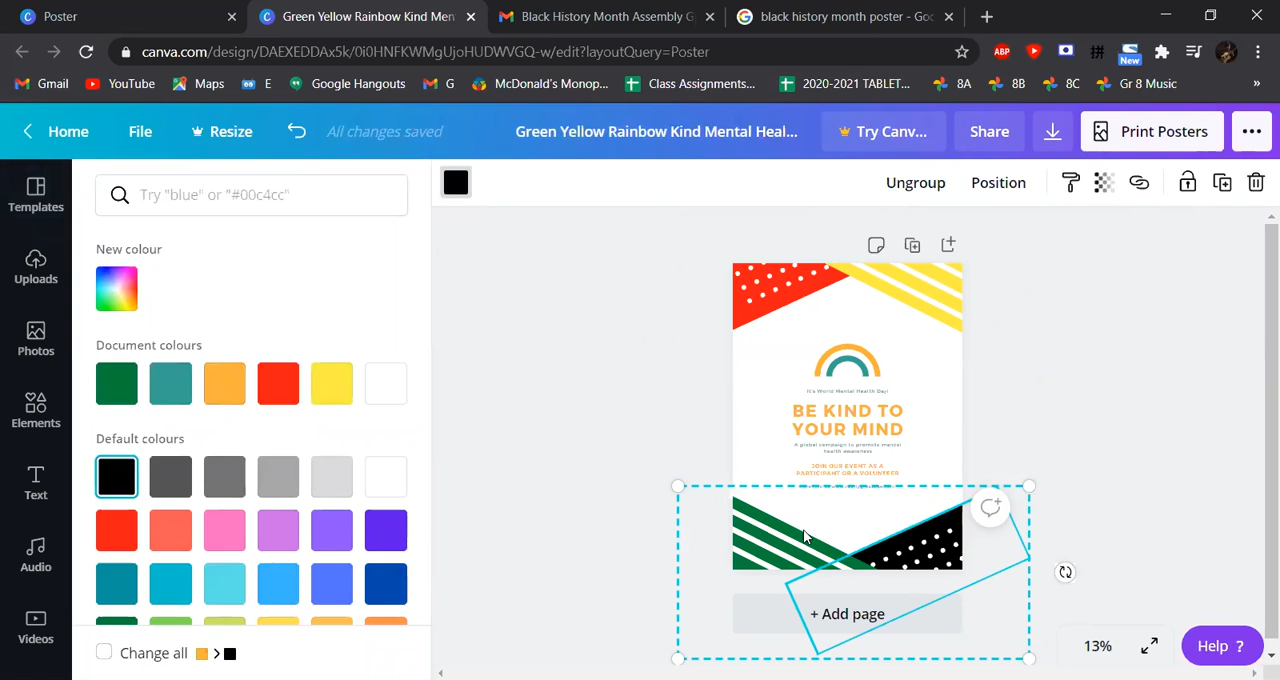 Poster
Green Yellow Rainbow Kind Men
Black History Month Assembly G
black history month poster - Goo
canva.com/design/DAEXEDDAx5k/0i0HNFKWMgUjoHUDWVGQ-w/edit?layoutQuery=Poster
ABP
New
Gmail
YouTube
Maps
E
Google Hangouts
G
McDonald's Monop...
Class Assignments...
2020-2021 TABLET...
8A
8B
8C
Gr 8 Music
»
Home
File
Resize
All changes saved
Green Yellow Rainbow Kind Mental Heal...
Try Canv...
Share
Print Posters
Templates
Uploads
Photos
Elements
Text
Audio
Videos
Try "blue" or "#00c4cc"
New colour
Document colours
Default colours
Change all
Ungroup
Position
It's World Mental Health Day!
BE KIND TO
YOUR MIND
A global campaign to promote mental
health awareness
JOIN OUR EVENT AS A
PARTICIPANT OR A VOLUNTEER
+ Add page
13%
Help ?